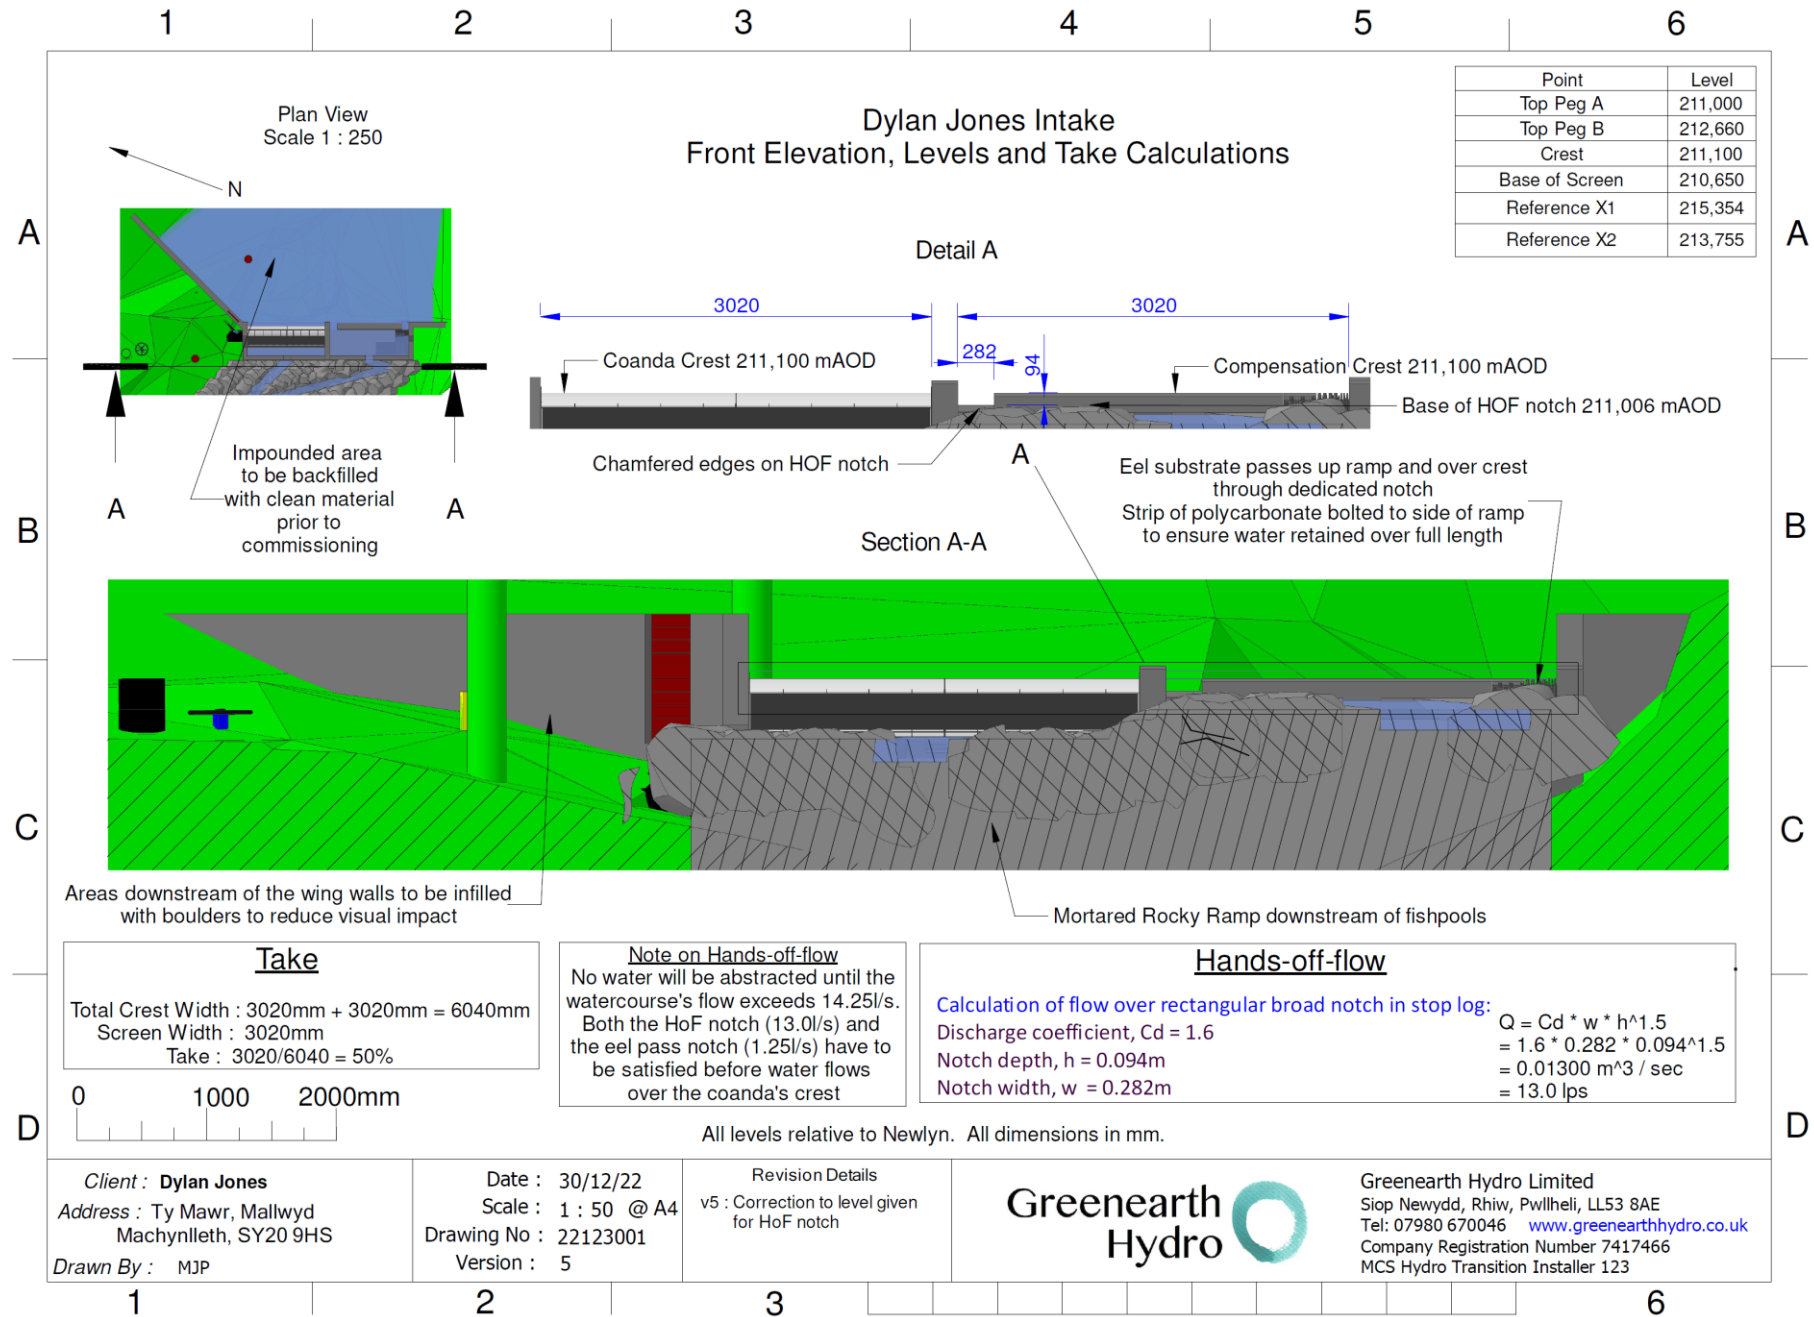 1 2 3 4 5 6
Plan View
Scale 1 : 250
N
Dylan Jones Intake
Front Elevation, Levels and Take Calculations
Point Level
Top Peg A 211,000
Top Peg B 212,660
Crest 211,100
Base of Screen 210,650
Reference X1 215,354
Reference X2 213,755
A A
Detail A
3020 3020
282
94
Coanda Crest 211,100 mAOD
Compensation Crest 211,100 mAOD
Base of HOF notch 211,006 mAOD
Chamfered edges on HOF notch
A
Impounded area
to be backfilled
with clean material
prior to
commissioning
A A
Eel substrate passes up ramp and over crest
through dedicated notch
Strip of polycarbonate bolted to side of ramp
to ensure water retained over full length
B B
Section A-A
C C
Areas downstream of the wing walls to be infilled
with boulders to reduce visual impact
Mortared Rocky Ramp downstream of fishpools
Take
Total Crest Width : 3020mm + 3020mm = 6040mm
Screen Width : 3020mm
Take : 3020/6040 = 50%
Note on Hands-off-flow
No water will be abstracted until the
watercourse's flow exceeds 14.25l/s.
Both the HoF notch (13.0l/s) and
the eel pass notch (1.25l/s) have to
be satisfied before water flows
over the coanda's crest
Hands-off-flow
Calculation of flow over rectangular broad notch in stop log:
Discharge coefficient, Cd = 1.6
Notch depth, h = 0.094m
Notch width, w = 0.282m
Q = Cd * w * h^1.5
= 1.6 * 0.282 * 0.094^1.5
= 0.01300 m^3 / sec
= 13.0 lps
0 1000 2000mm
D D
All levels relative to Newlyn. All dimensions in mm.
Client : Dylan Jones
Address : Ty Mawr, Mallwyd
Machynlleth, SY20 9HS
Drawn By : MJP
Date : 30/12/22
Scale : 1 : 50 @ A4
Drawing No : 22123001
Version : 5
Revision Details
v5 : Correction to level given
for HoF notch
Greenearth
Hydro
Greenearth Hydro Limited
Siop Newydd, Rhiw, Pwllheli, LL53 8AE
Tel: 07980 670046 www.greenearthhydro.co.uk
Company Registration Number 7417466
MCS Hydro Transition Installer 123
1 2 3 6